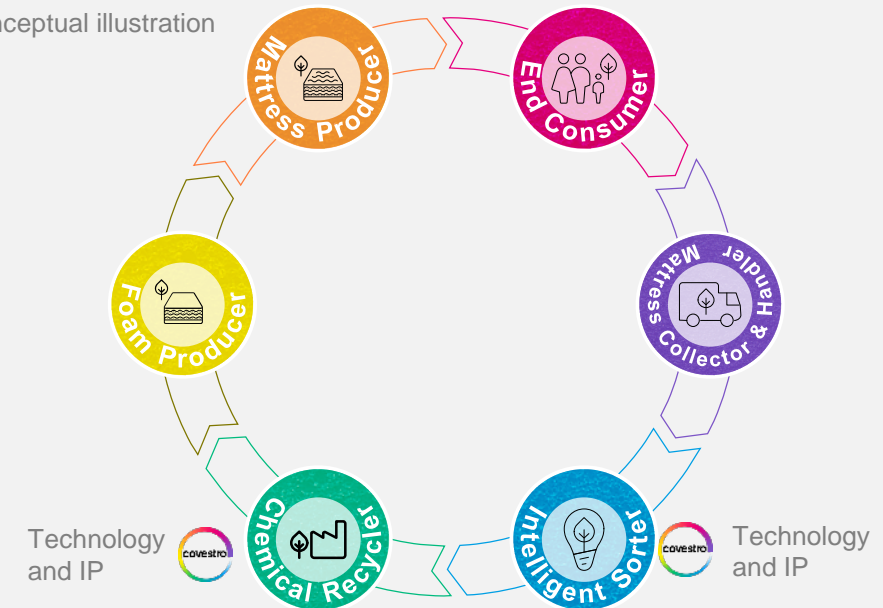 nceptual illustration
Mattress Producer
End Consumer
Mattress Collector & Handler
Foam Producer
Chemical Recycler
Intelligent Sorter
Technology
and IP
covestro
covestro
Technology
and IP